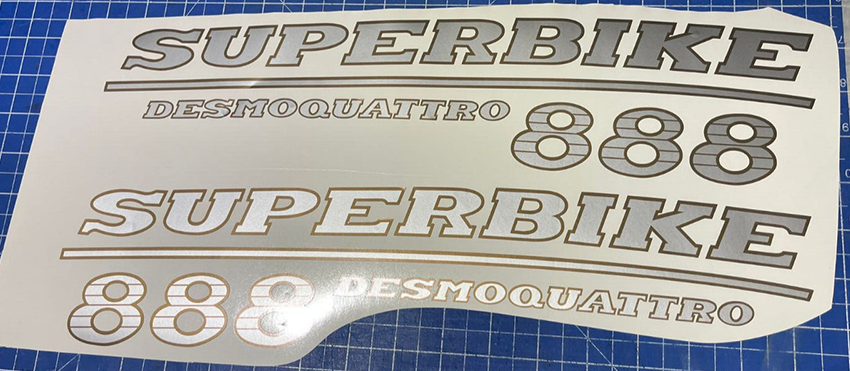 SUPERBIKE
DESMOQUATTRO 888
SUPERBIKE
888 DESMOQUATTRO